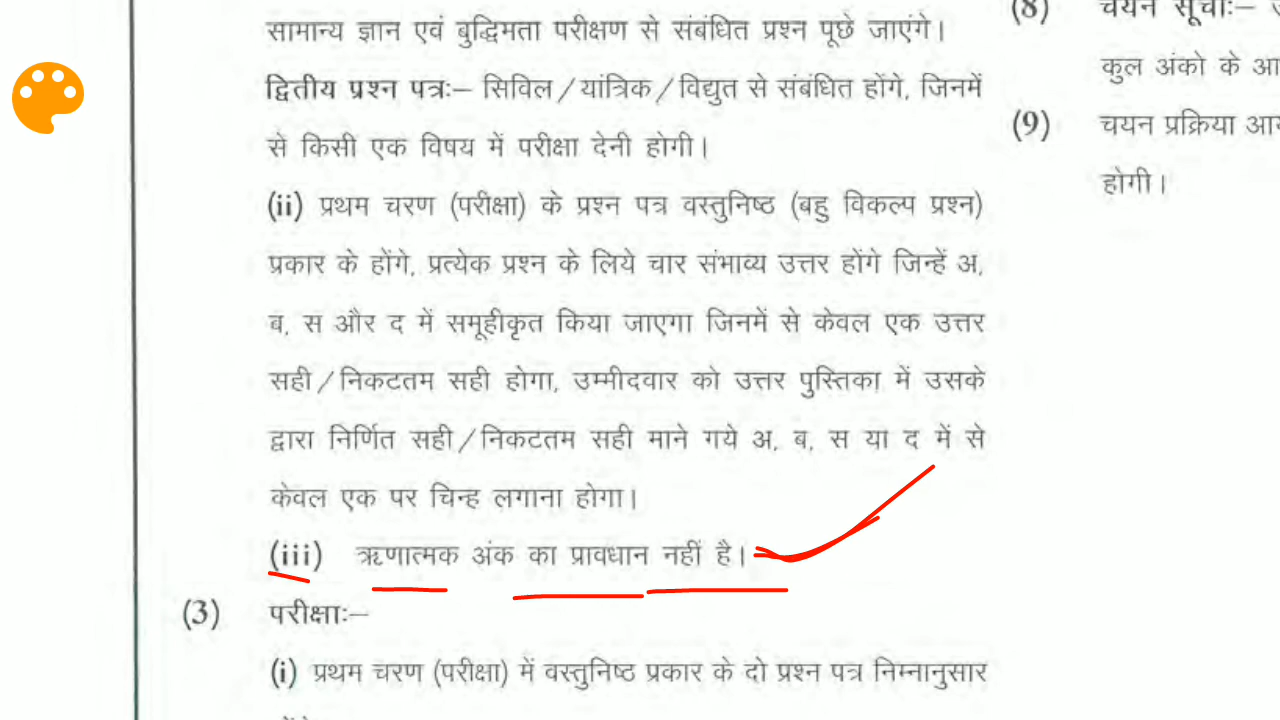 सामान्य ज्ञान एवं बुद्धिमता परीक्षण से संबंधित प्रश्न पूछे जाएंगे।
द्वितीय प्रश्न पत्रः– सिविल/यांत्रिक/विद्युत से संबंधित होंगे, जिनमें
से किसी एक विषय में परीक्षा देनी होगी।
(ii) प्रथम चरण (परीक्षा) के प्रश्न पत्र वस्तुनिष्ठ (बहु विकल्प प्रश्न)
प्रकार के होंगे, प्रत्येक प्रश्न के लिये चार संभाव्य उत्तर होंगे जिन्हें अ,
ब, स और द में समूहीकृत किया जाएगा जिनमें से केवल एक उत्तर
सही/निकटतम सही होगा, उम्मीदवार को उत्तर पुस्तिका में उसके
द्वारा निर्णित सही/निकटतम सही माने गये अ, ब, स या द में से
केवल एक पर चिन्ह लगाना होगा।
(iii) ऋणात्मक अंक का प्रावधान नहीं है।
(3) परीक्षाः–
(i) प्रथम चरण (परीक्षा) में वस्तुनिष्ठ प्रकार के दो प्रश्न पत्र निम्नानुसार
(8) चयन सूचीः–
कुल अंको के
(9) चयन प्रक्रिया
होगी।